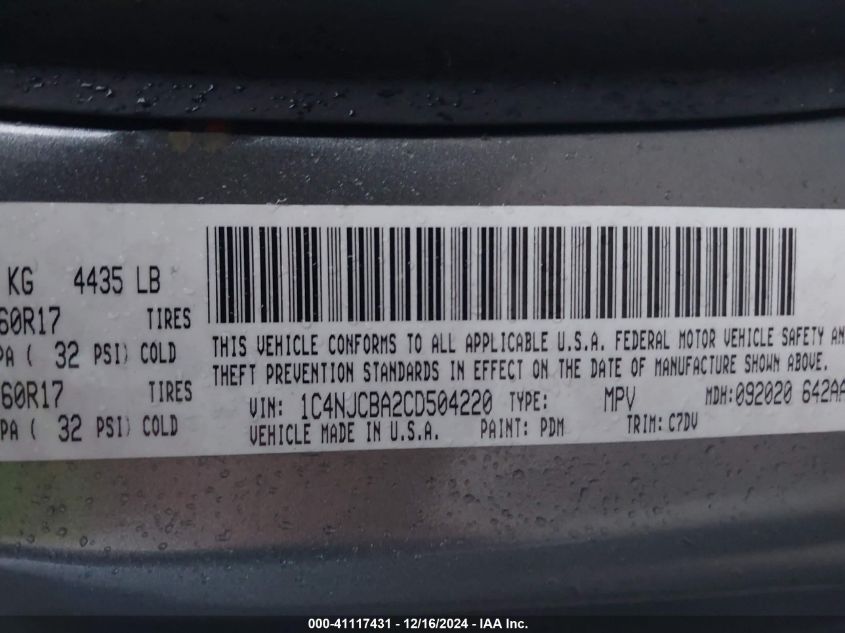 KG 4435 LB
60R17 TIRES
PA ( 32 PSI) COLD
60R17 TIRES
PA ( 32 PSI) COLD
THIS VEHICLE CONFORMS TO ALL APPLICABLE U.S.A. FEDERAL MOTOR VEHICLE SAFETY AN
THEFT PREVENTION STANDARDS IN EFFECT ON THE DATE OF MANUFACTURE SHOWN ABOVE.
VIN: 1C4NJCBA2CD504220 TYPE: MPV MDH:092020 642AA
VEHICLE MADE IN U.S.A. PAINT: PDM TRIM: C7DV
000-41117431 - 12/16/2024 - IAA Inc.